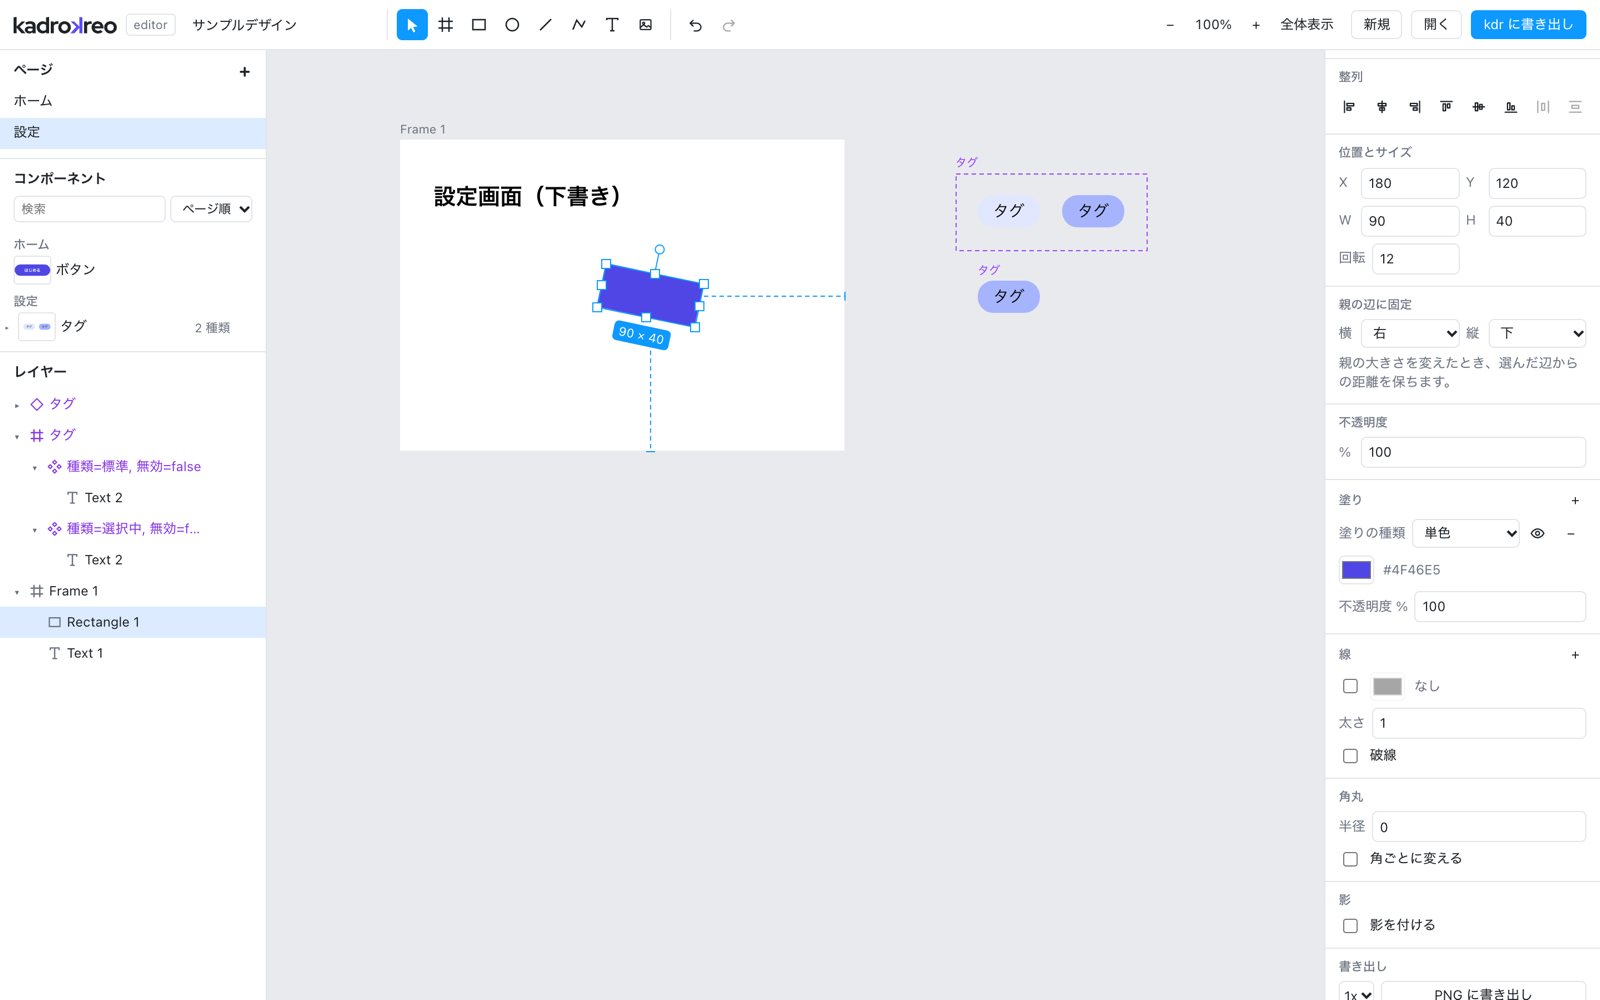 kadrokreo editor サンプルデザイン − 100% + 全体表示 新規 開く kdr に書き出し
ページ +
ホーム
設定
コンポーネント
検索 ページ順
ホーム
はじめる ボタン
設定
タグ 2 種類
レイヤー
タグ
タグ
種類=標準, 無効=false
Text 2
種類=選択中, 無効=f...
Text 2
Frame 1
Rectangle 1
Text 1
Frame 1
設定画面（下書き）
90 × 40
タグ
タグ タグ
タグ
タグ
整列
位置とサイズ
X 180 Y 120
W 90 H 40
回転 12
親の辺に固定
横 右 縦 下
親の大きさを変えたとき、選んだ辺から
の距離を保ちます。
不透明度
% 100
塗り +
塗りの種類 単色 −
#4F46E5
不透明度 % 100
線 +
なし
太さ 1
破線
角丸
半径 0
角ごとに変える
影
影を付ける
書き出し
1x PNG に書き出し